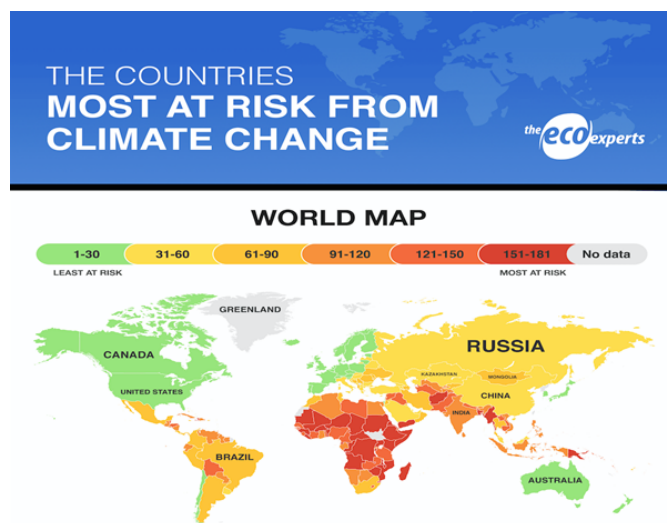 THE COUNTRIES
MOST AT RISK FROM
CLIMATE CHANGE
the eco experts
WORLD MAP
1-30 31-60 61-90 91-120 121-150 151-181 No data
LEAST AT RISK MOST AT RISK
GREENLAND
CANADA
RUSSIA
KAZAKHSTAN
MONGOLIA
UNITED STATES
CHINA
INDIA
BRAZIL
AUSTRALIA